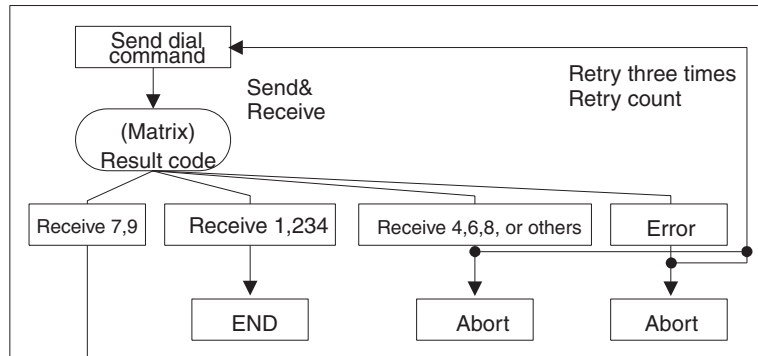 Send dial
command
Send&
Receive
Retry three times
Retry count
(Matrix)
Result code
Receive 7,9
Receive 1,234
Receive 4,6,8, or others
Error
END
Abort
Abort